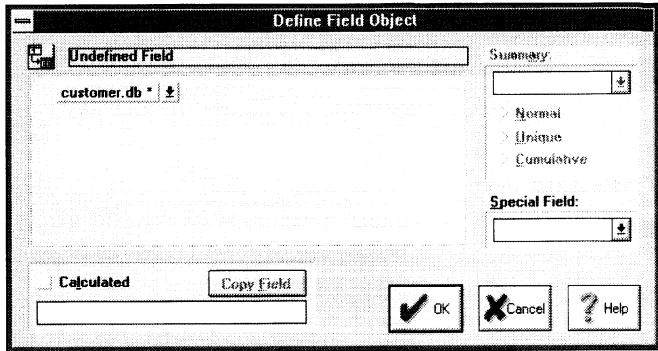 Define Field Object
Undefined Field
customer.db *
Summary:
Normal
Unique
Cumulative
Special Field:
Calculated
Copy Field
OK
Cancel
Help